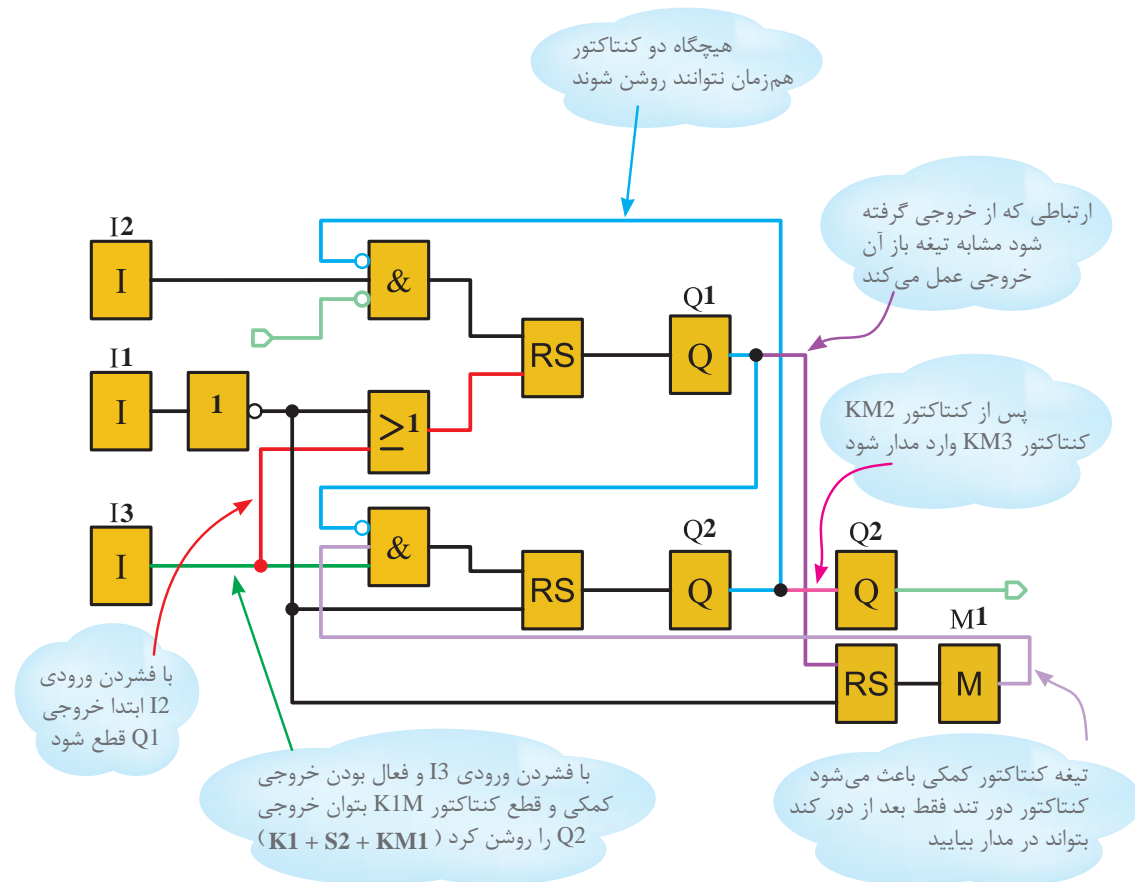 هیچگاه دو کنتاکتور
هم‌زمان نتوانند روشن شوند
ارتباطی که از خروجی گرفته
شود مشابه تیغه باز آن
خروجی عمل می‌کند
I2
I
&
Q1
Q
RS
I1
I
1
≥1
پس از کنتاکتور KM2
کنتاکتور KM3 وارد مدار شود
I3
I
&
RS
Q2
Q
Q2
Q
M1
RS
M
با فشردن ورودی
I2 ابتدا خروجی
Q1 قطع شود
با فشردن ورودی I3 و فعال بودن خروجی
کمکی و قطع کنتاکتور K1M بتوان خروجی
Q2 را روشن کرد (K1 + S2 + KM1)
تیغه کنتاکتور کمکی باعث می‌شود
کنتاکتور دور تند فقط بعد از دور کند
بتواند در مدار بیایید